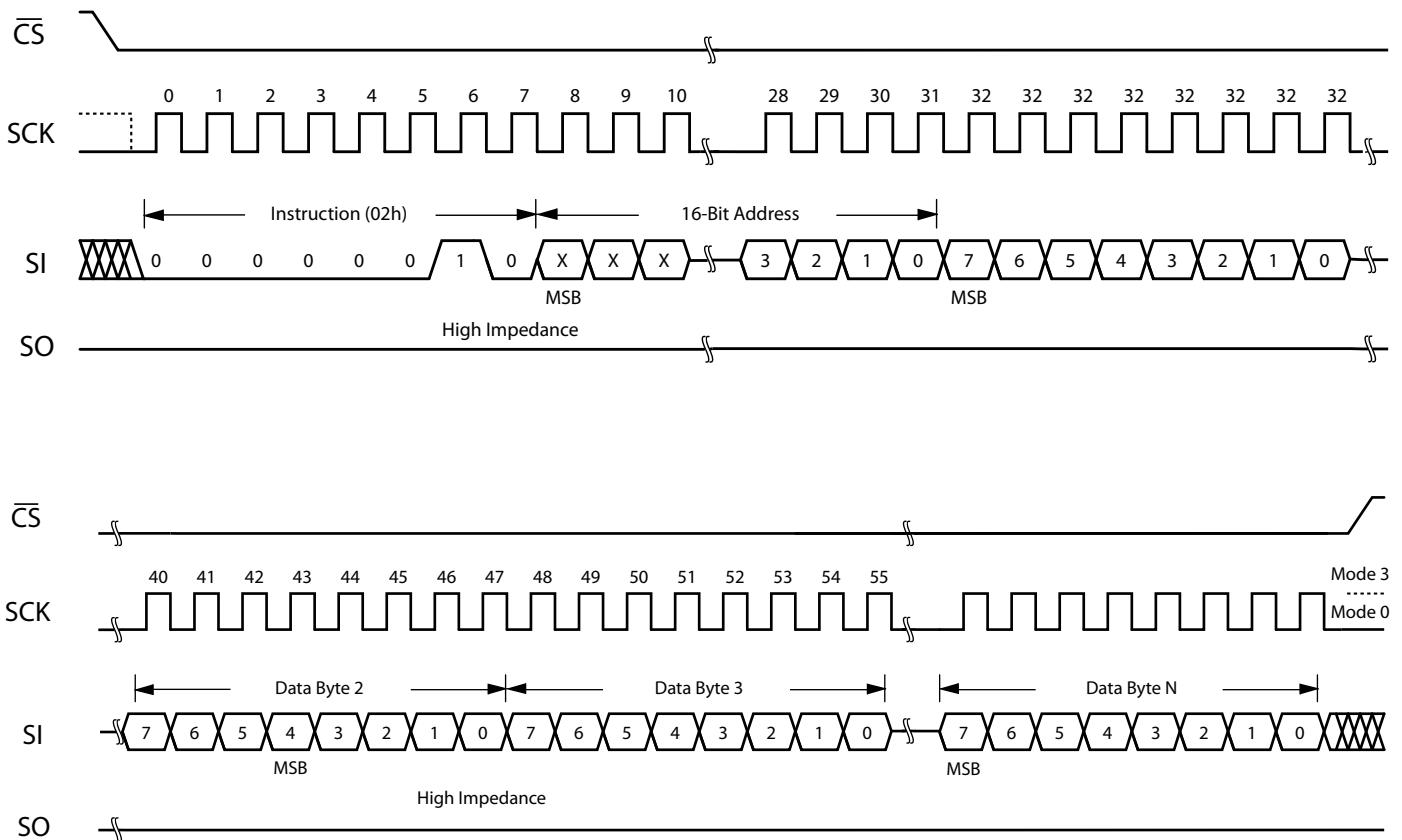 CS
0 1 2 3 4 5 6 7 8 9 10 28 29 30 31 32 32 32 32 32 32 32 32
SCK
Instruction (02h) 16-Bit Address
SI 0 0 0 0 0 0 1 0 X X X 3 2 1 0 7 6 5 4 3 2 1 0
MSB MSB
High Impedance
SO
CS
40 41 42 43 44 45 46 47 48 49 50 51 52 53 54 55 Mode 3
SCK Mode 0
Data Byte 2 Data Byte 3 Data Byte N
SI 7 6 5 4 3 2 1 0 7 6 5 4 3 2 1 0 7 6 5 4 3 2 1 0
MSB MSB
High Impedance
SO